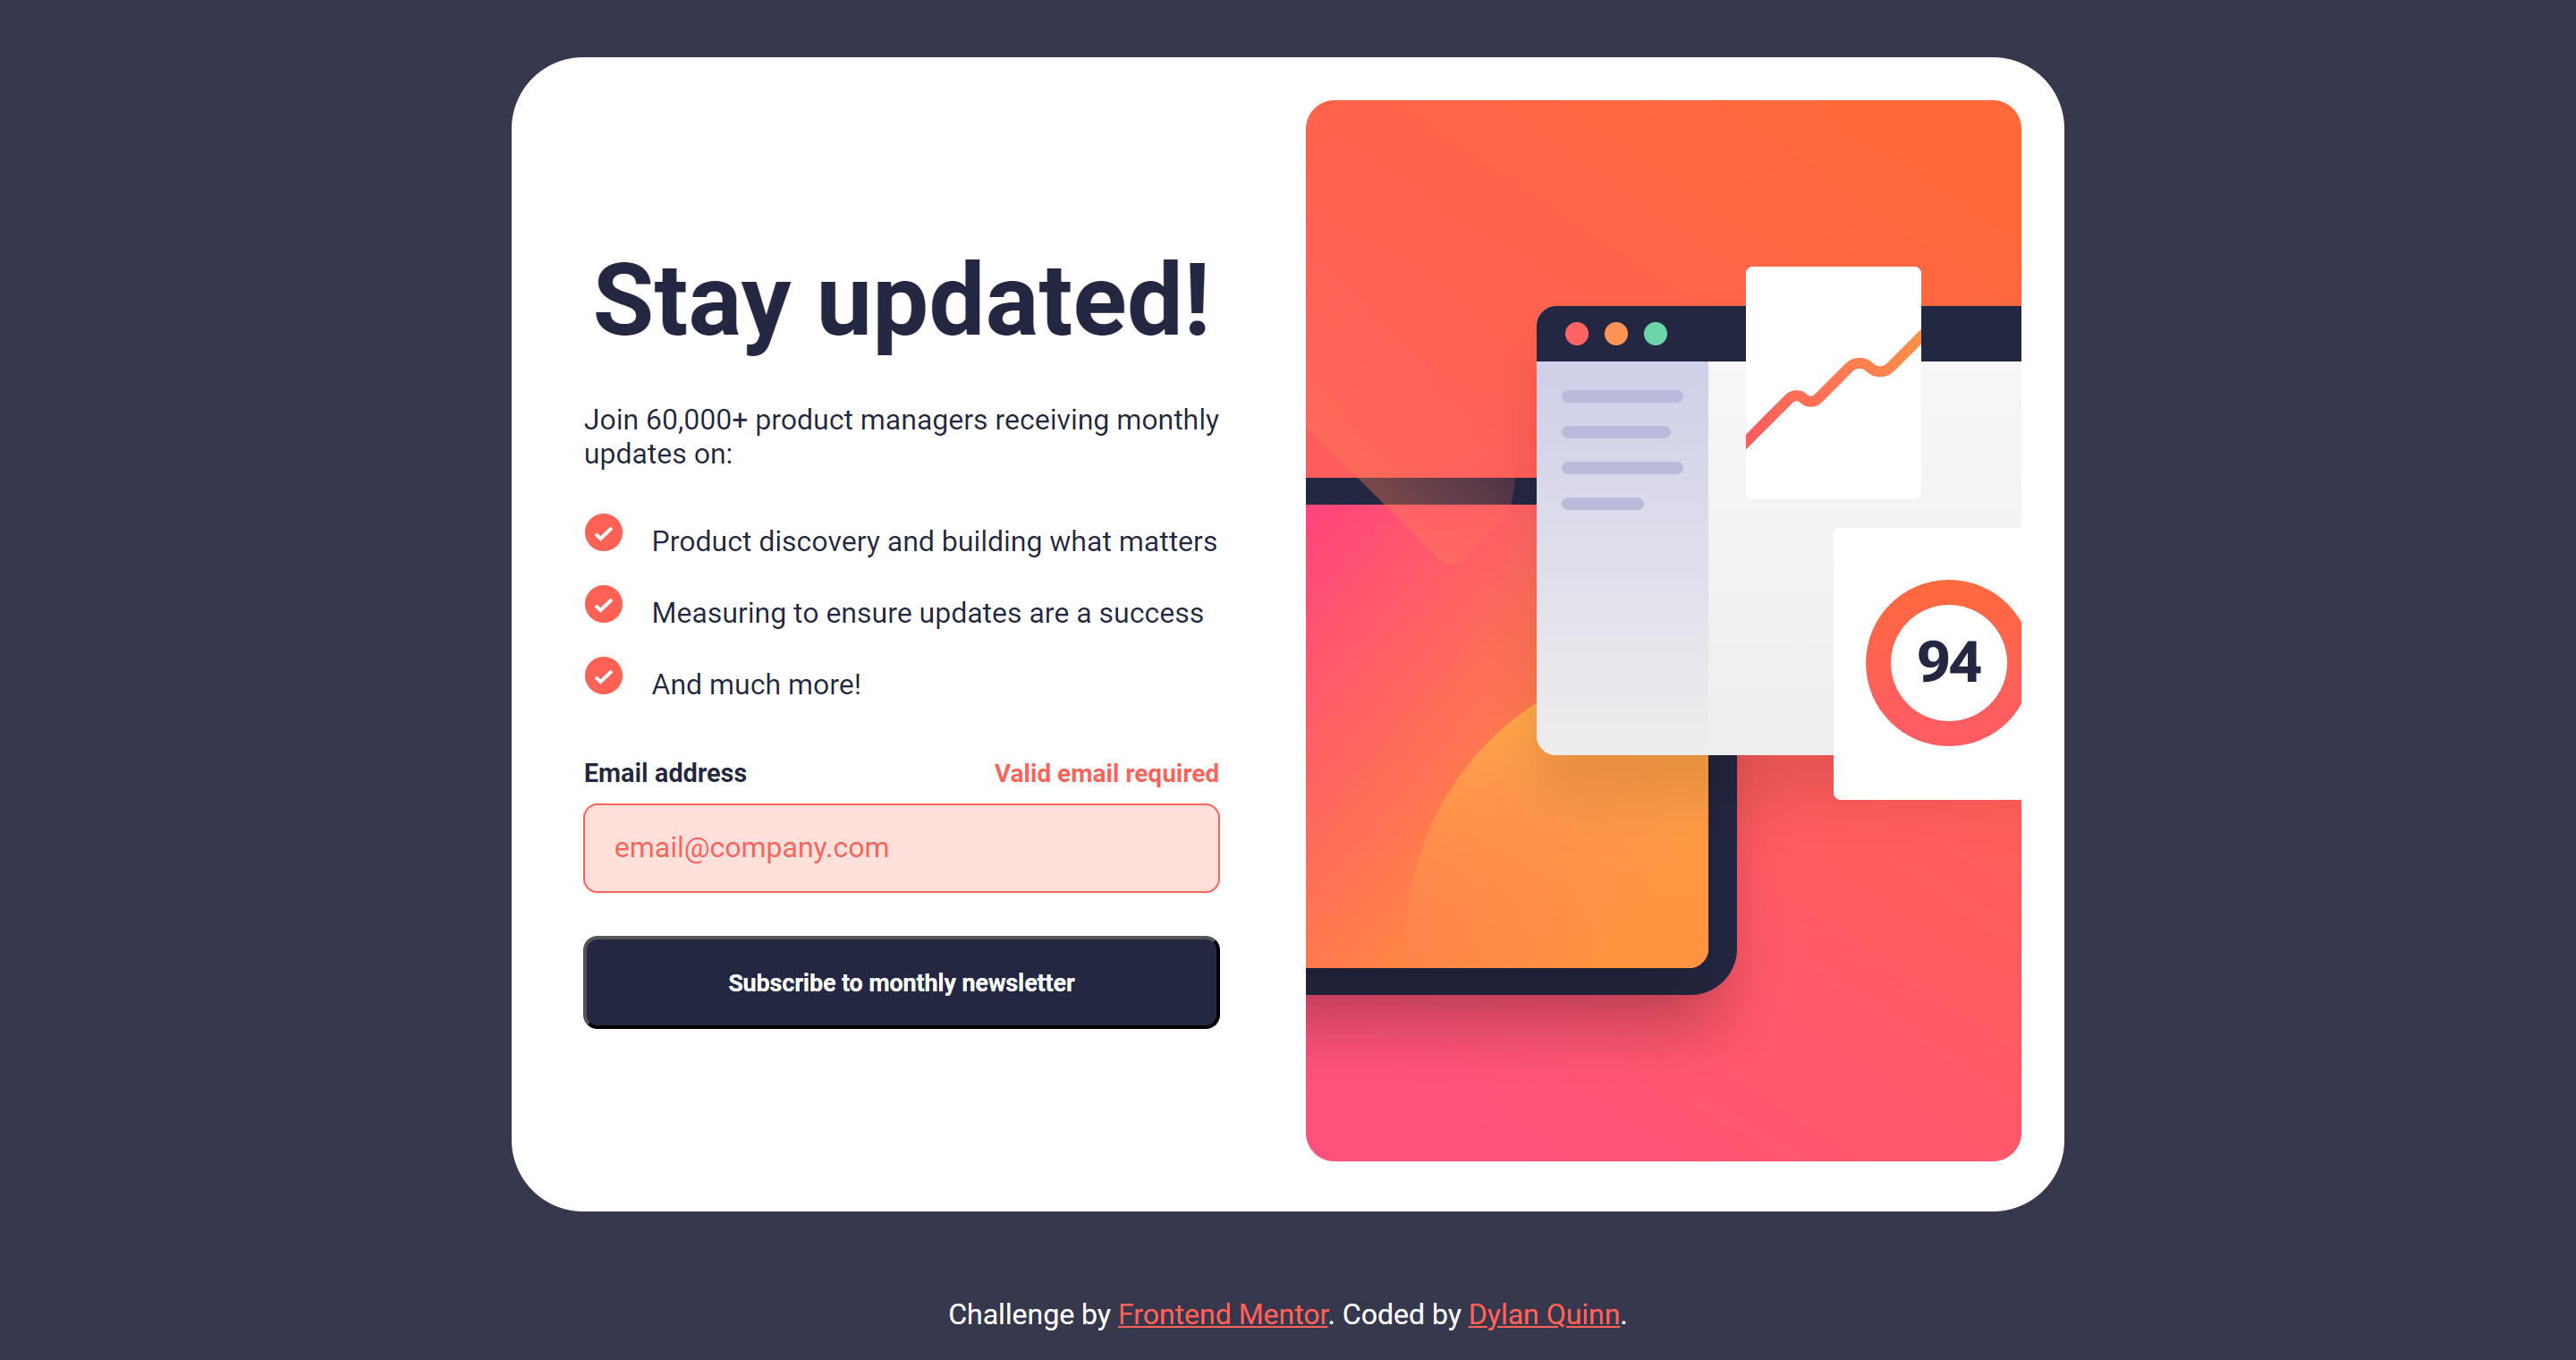 Stay updated!
Join 60,000+ product managers receiving monthly
updates on:
Product discovery and building what matters
Measuring to ensure updates are a success
And much more!
Email address
Valid email required
email@company.com
Subscribe to monthly newsletter
94
Challenge by Frontend Mentor. Coded by Dylan Quinn.